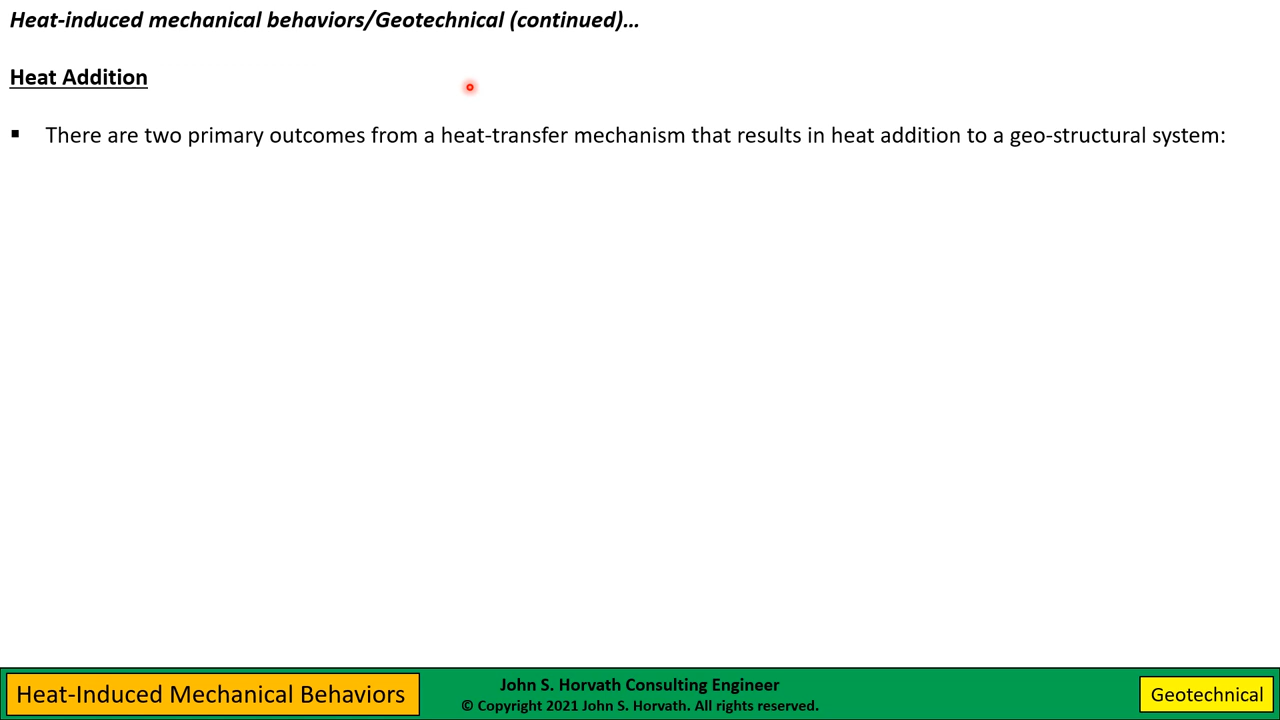 Heat-induced mechanical behaviors/Geotechnical (continued)…
Heat Addition
▪ There are two primary outcomes from a heat-transfer mechanism that results in heat addition to a geo-structural system:
Heat-Induced Mechanical Behaviors
John S. Horvath Consulting Engineer
© Copyright 2021 John S. Horvath. All rights reserved.
Geotechnical